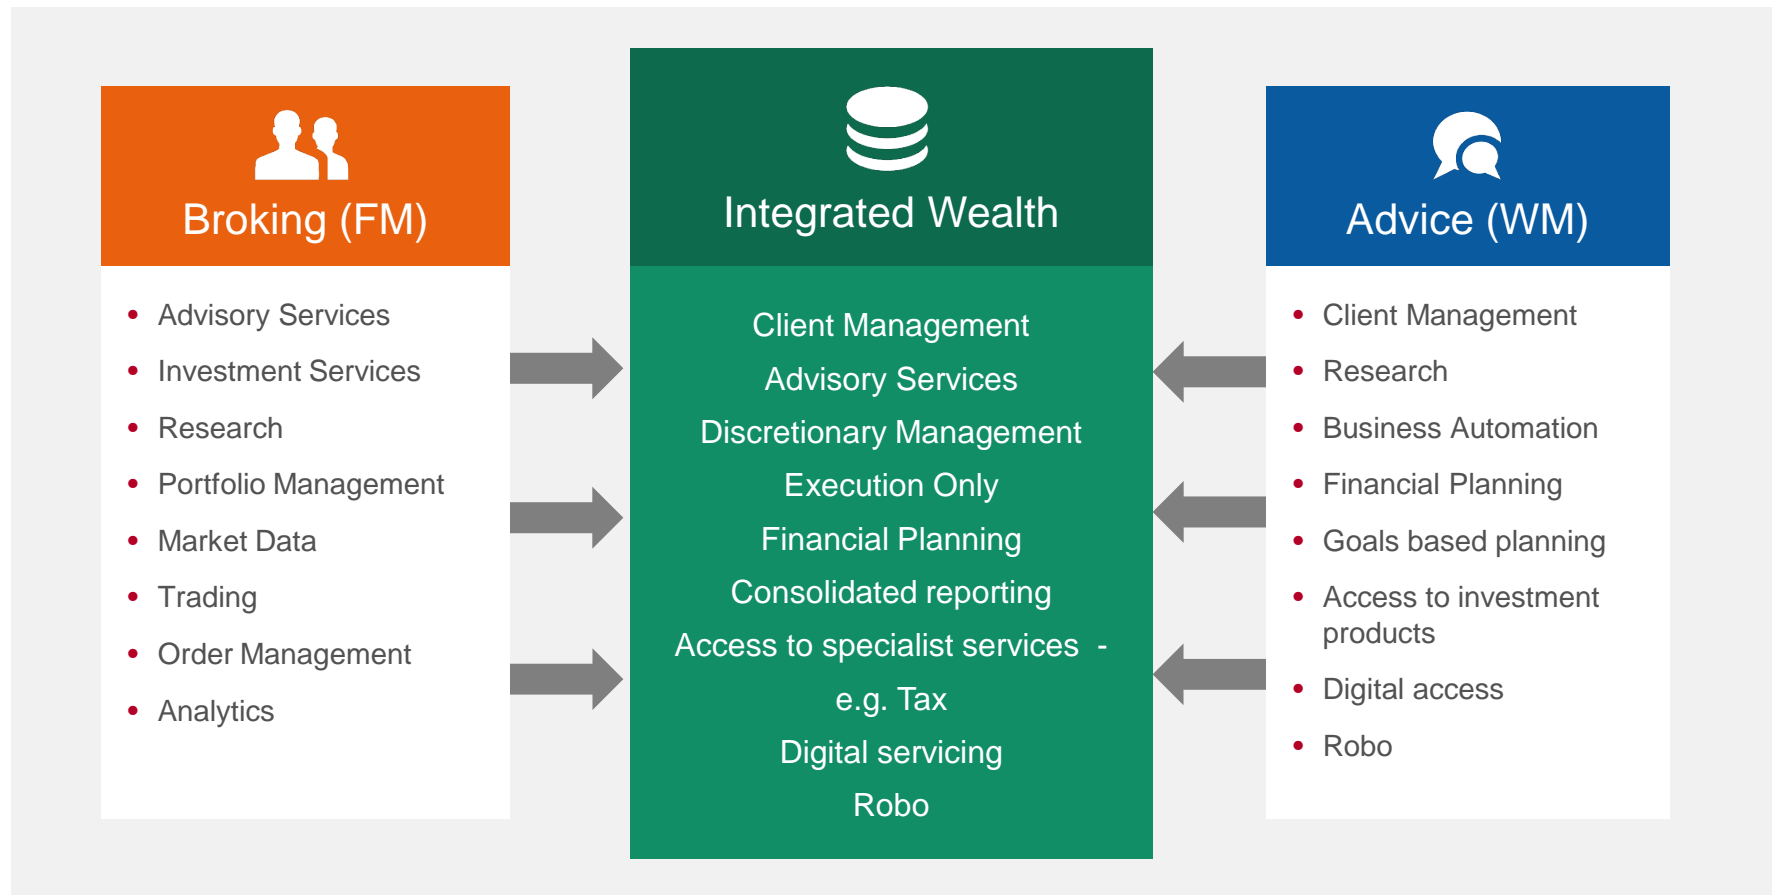 Broking (FM)
• Advisory Services
• Investment Services
• Research
• Portfolio Management
• Market Data
• Trading
• Order Management
• Analytics
Integrated Wealth
Client Management
Advisory Services
Discretionary Management
Execution Only
Financial Planning
Consolidated reporting
Access to specialist services  -
e.g. Tax
Digital servicing
Robo
Advice (WM)
• Client Management
• Research
• Business Automation
• Financial Planning
• Goals based planning
• Access to investment
products
• Digital access
• Robo